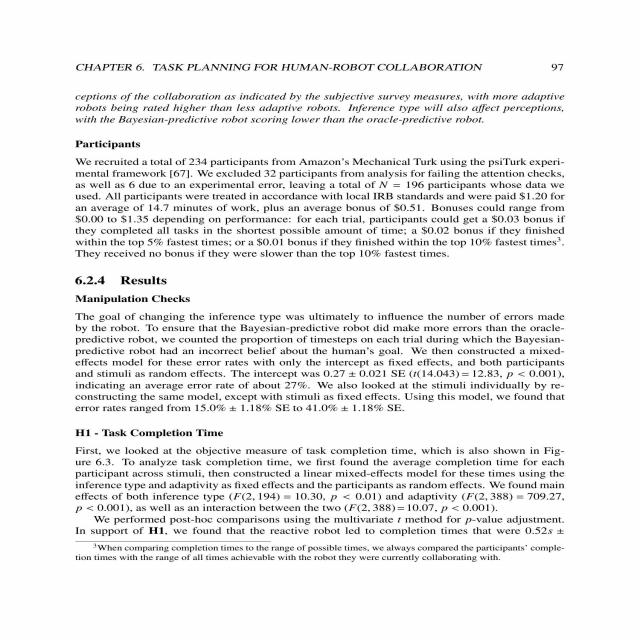 CHAPTER 6. TASK PLANNING FOR HUMAN-ROBOT COLLABORATION 97
ceptions of the collaboration as indicated by the subjective survey measures, with more adaptive
robots being rated higher than less adaptive robots. Inference type will also affect perceptions,
with the Bayesian-predictive robot scoring lower than the oracle-predictive robot.
Participants
We recruited a total of 234 participants from Amazon's Mechanical Turk using the psiTurk experi-
mental framework [67]. We excluded 32 participants from analysis for failing the attention checks,
as well as 6 due to an experimental error, leaving a total of N = 196 participants whose data we
used. All participants were treated in accordance with local IRB standards and were paid $1.20 for
an average of 14.7 minutes of work, plus an average bonus of $0.51. Bonuses could range from
$0.00 to $1.35 depending on performance: for each trial, participants could get a $0.03 bonus if
they completed all tasks in the shortest possible amount of time; a $0.02 bonus if they finished
within the top 5% fastest times; or a $0.01 bonus if they finished within the top 10% fastest times³.
They received no bonus if they were slower than the top 10% fastest times.
6.2.4 Results
Manipulation Checks
The goal of changing the inference type was ultimately to influence the number of errors made
by the robot. To ensure that the Bayesian-predictive robot did make more errors than the oracle-
predictive robot, we counted the proportion of timesteps on each trial during which the Bayesian-
predictive robot had an incorrect belief about the human's goal. We then constructed a mixed-
effects model for these error rates with only the intercept as fixed effects, and both participants
and stimuli as random effects. The intercept was 0.27 ± 0.021 SE (t(14.043) = 12.83, p < 0.001),
indicating an average error rate of about 27%. We also looked at the stimuli individually by re-
constructing the same model, except with stimuli as fixed effects. Using this model, we found that
error rates ranged from 15.0% ± 1.18% SE to 41.0% ± 1.18% SE.
H1 - Task Completion Time
First, we looked at the objective measure of task completion time, which is also shown in Fig-
ure 6.3. To analyze task completion time, we first found the average completion time for each
participant across stimuli, then constructed a linear mixed-effects model for these times using the
inference type and adaptivity as fixed effects and the participants as random effects. We found main
effects of both inference type (F(2, 194) = 10.30, p < 0.01) and adaptivity (F(2, 388) = 709.27,
p < 0.001), as well as an interaction between the two (F(2, 388) = 10.07, p < 0.001).
We performed post-hoc comparisons using the multivariate t method for p-value adjustment.
In support of H1, we found that the reactive robot led to completion times that were 0.52s ±
³When comparing completion times to the range of possible times, we always compared the participants' comple-
tion times with the range of all times achievable with the robot they were currently collaborating with.